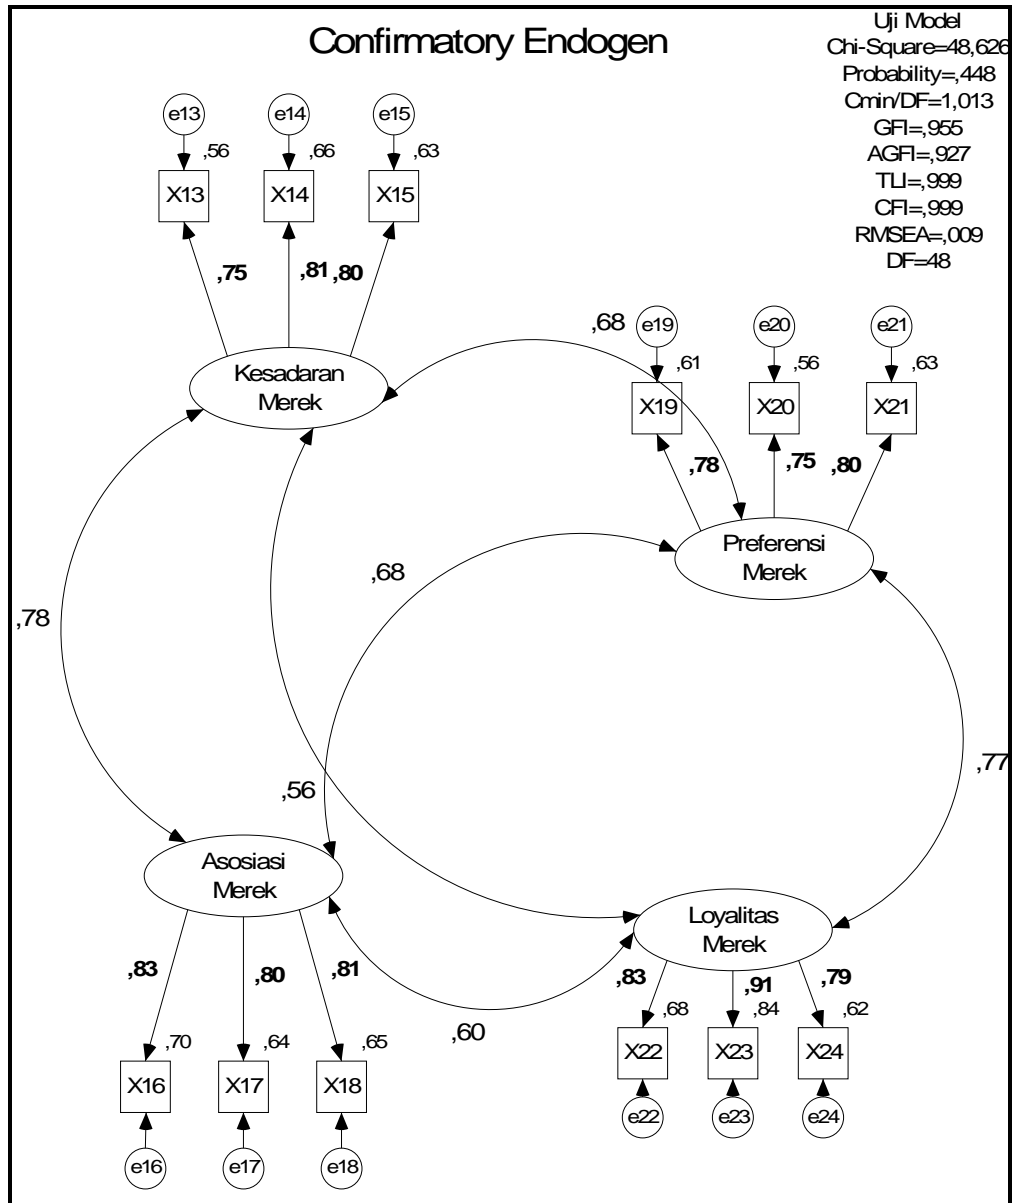 Confirmatory Endogen
Uji Model
Chi-Square=48,626
Probability=,448
Cmin/DF=1,013
GFI=,955
AGFI=,927
TLI=,999
CFI=,999
RMSEA=,009
DF=48
e13
e14
e15
,56
,66
,63
X13
X14
X15
,75
,81
,80
Kesadaran
Merek
,68
e19
e20
e21
,61
,56
,63
X19
X20
X21
,78
,75
,80
Preferensi
Merek
,68
,78
,77
,56
Asosiasi
Merek
Loyalitas
Merek
,83
,80
,81
,83
,91
,79
,60
,70
,64
,65
,68
,84
,62
X16
X17
X18
X22
X23
X24
e16
e17
e18
e22
e23
e24